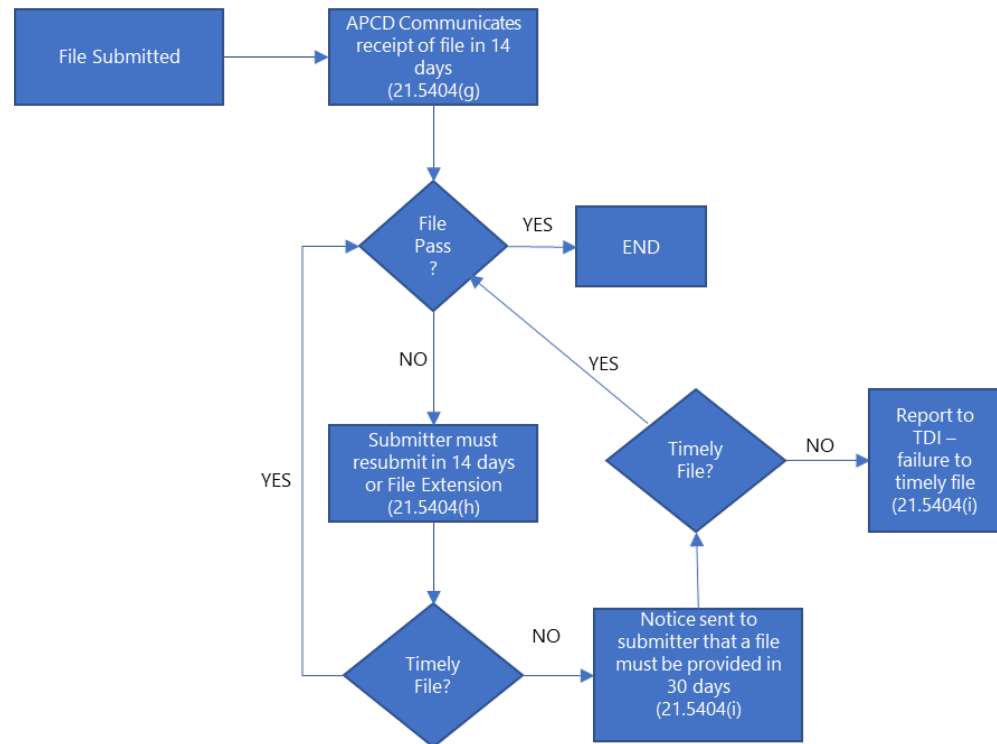 File Submitted
APCD Communicates
receipt of file in 14
days
(21.5404(g)
File
Pass
?
YES
END
NO
Submitter must
resubmit in 14 days
or File Extension
(21.5404(h)
YES
Timely
File?
NO
Notice sent to
submitter that a file
must be provided in
30 days
(21.5404(i)
Timely
File?
YES
NO
Report to
TDI –
failure to
timely file
(21.5404(i)